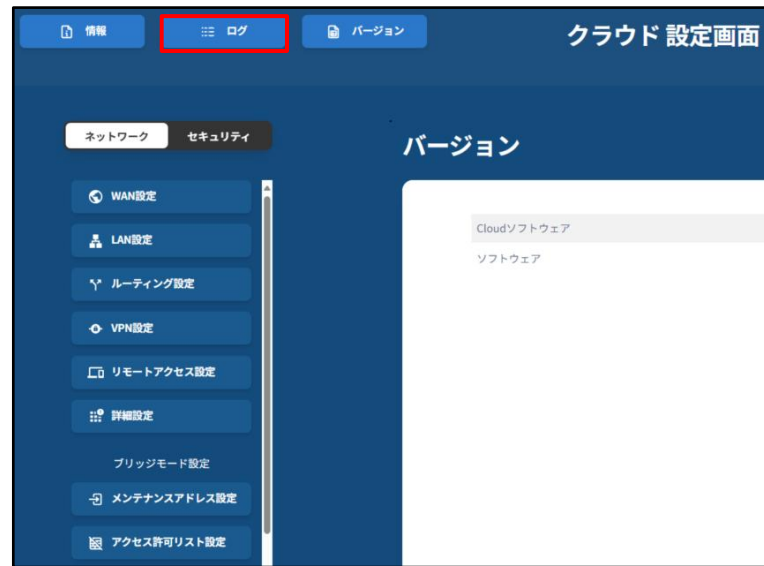 情報
ログ
バージョン
クラウド 設定画面
ネットワーク
セキュリティ
バージョン
WAN設定
LAN設定
ルーティング設定
VPN設定
リモートアクセス設定
詳細設定
ブリッジモード設定
メンテナンスアドレス設定
アクセス許可リスト設定
Cloudソフトウェア
ソフトウェア